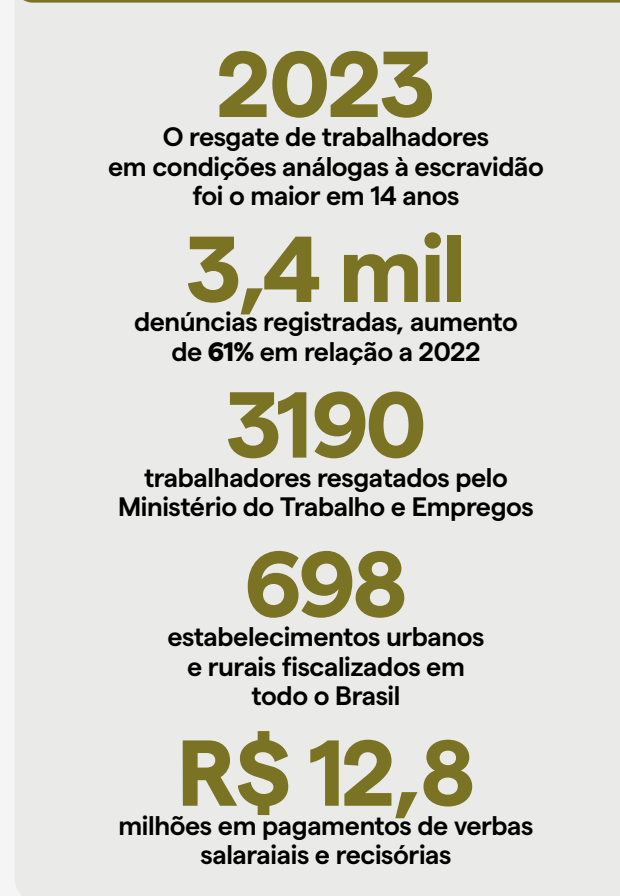 2023
O resgate de trabalhadores
em condições análogas à escravidão
foi o maior em 14 anos
3,4 mil
denúncias registradas, aumento
de 61% em relação a 2022
3190
trabalhadores resgatados pelo
Ministério do Trabalho e Empregos
698
estabelecimentos urbanos
e rurais fiscalizados em
todo o Brasil
R$ 12,8
milhões em pagamentos de verbas
salaraiais e recisórias